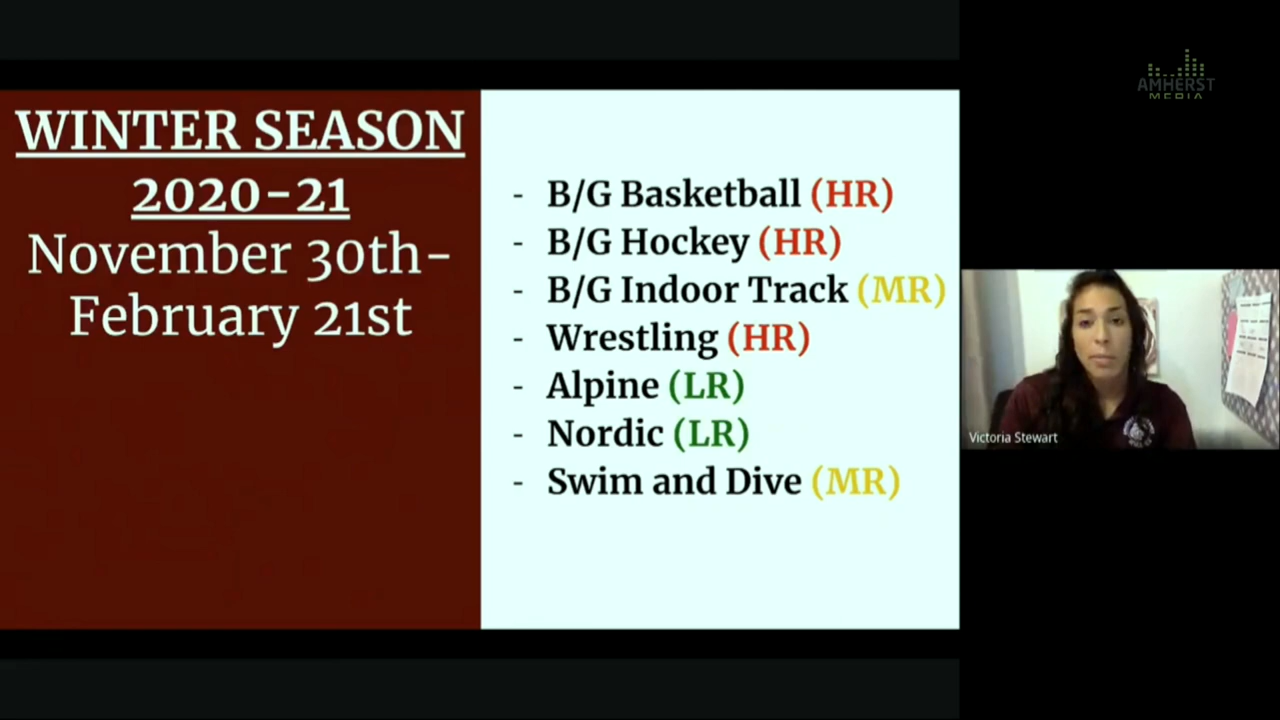 WINTER SEASON
2020-21
November 30th-
February 21st
- B/G Basketball (HR)
- B/G Hockey (HR)
- B/G Indoor Track (MR)
- Wrestling (HR)
- Alpine (LR)
- Nordic (LR)
- Swim and Dive (MR)
AMHERST
MEDIA
Victoria Stewart